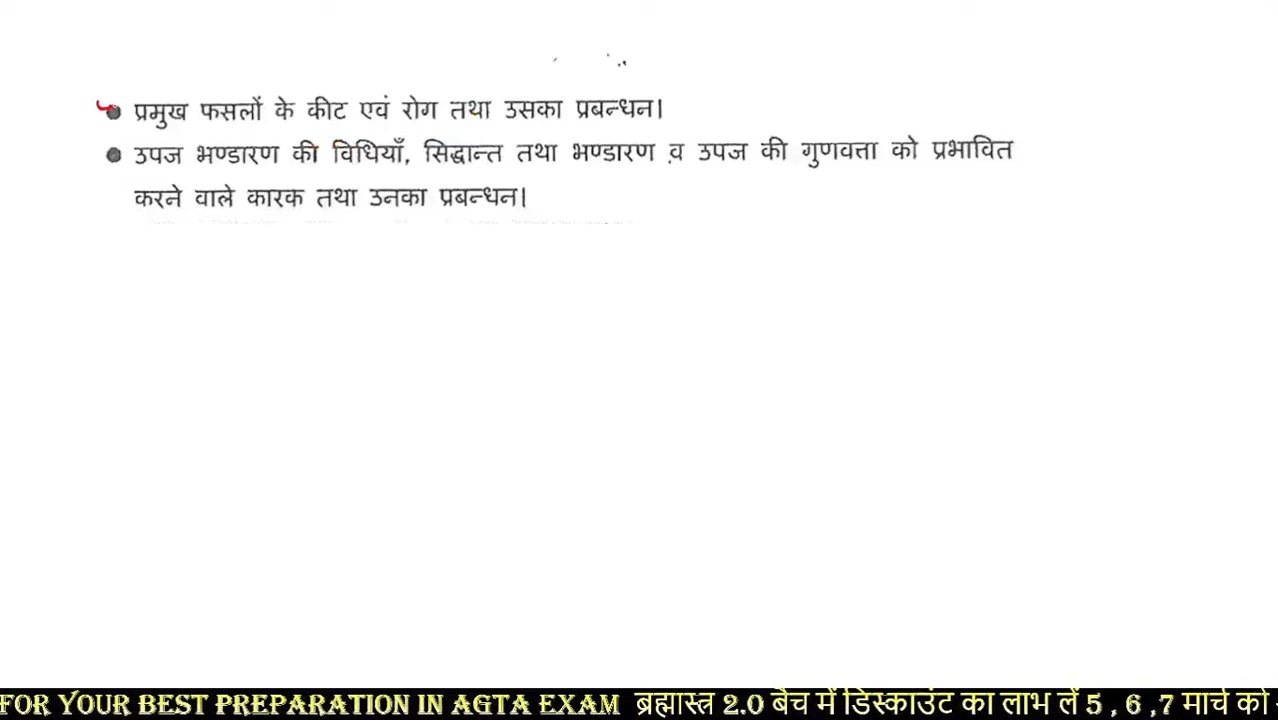 ● प्रमुख फसलों के कीट एवं रोग तथा उसका प्रबन्धन।
● उपज भण्डारण की विधियाँ, सिद्धान्त तथा भण्डारण व उपज की गुणवत्ता को प्रभावित
करने वाले कारक तथा उनका प्रबन्धन।
FOR YOUR BEST PREPARATION IN AGTA EXAM ब्रह्मास्त्र 2.0 बैच में डिस्काउंट का लाभ लें 5 , 6 ,7 मार्च को